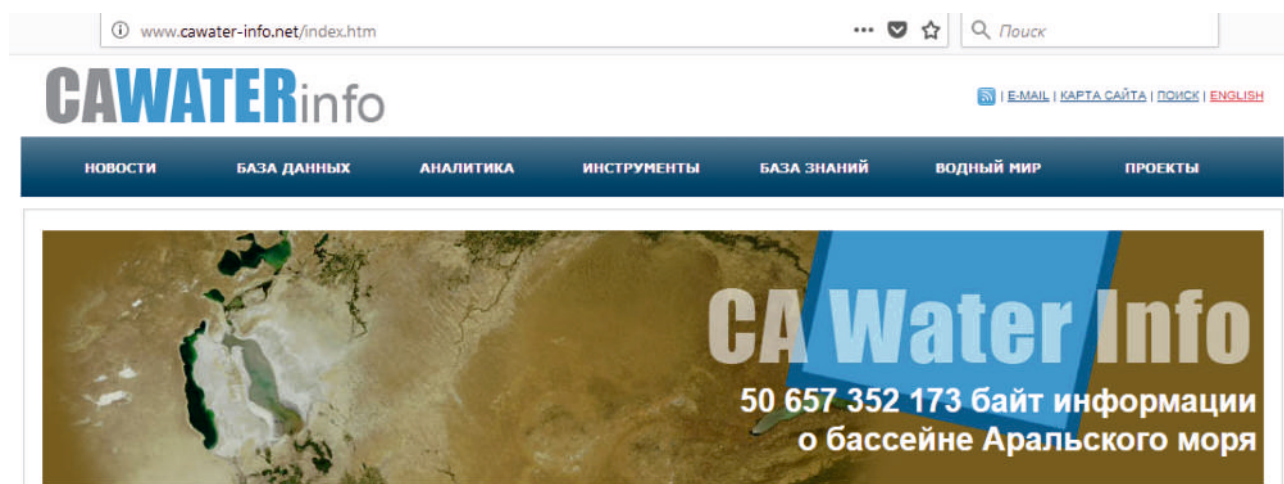 www.cawater-info.net/index.htm
Поиск
CAWATERinfo
| E-MAIL | КАРТА САЙТА | ПОИСК | ENGLISH
НОВОСТИ БАЗА ДАННЫХ АНАЛИТИКА ИНСТРУМЕНТЫ БАЗА ЗНАНИЙ ВОДНЫЙ МИР ПРОЕКТЫ
CA Water Info
50 657 352 173 байт информации
о бассейне Аральского моря